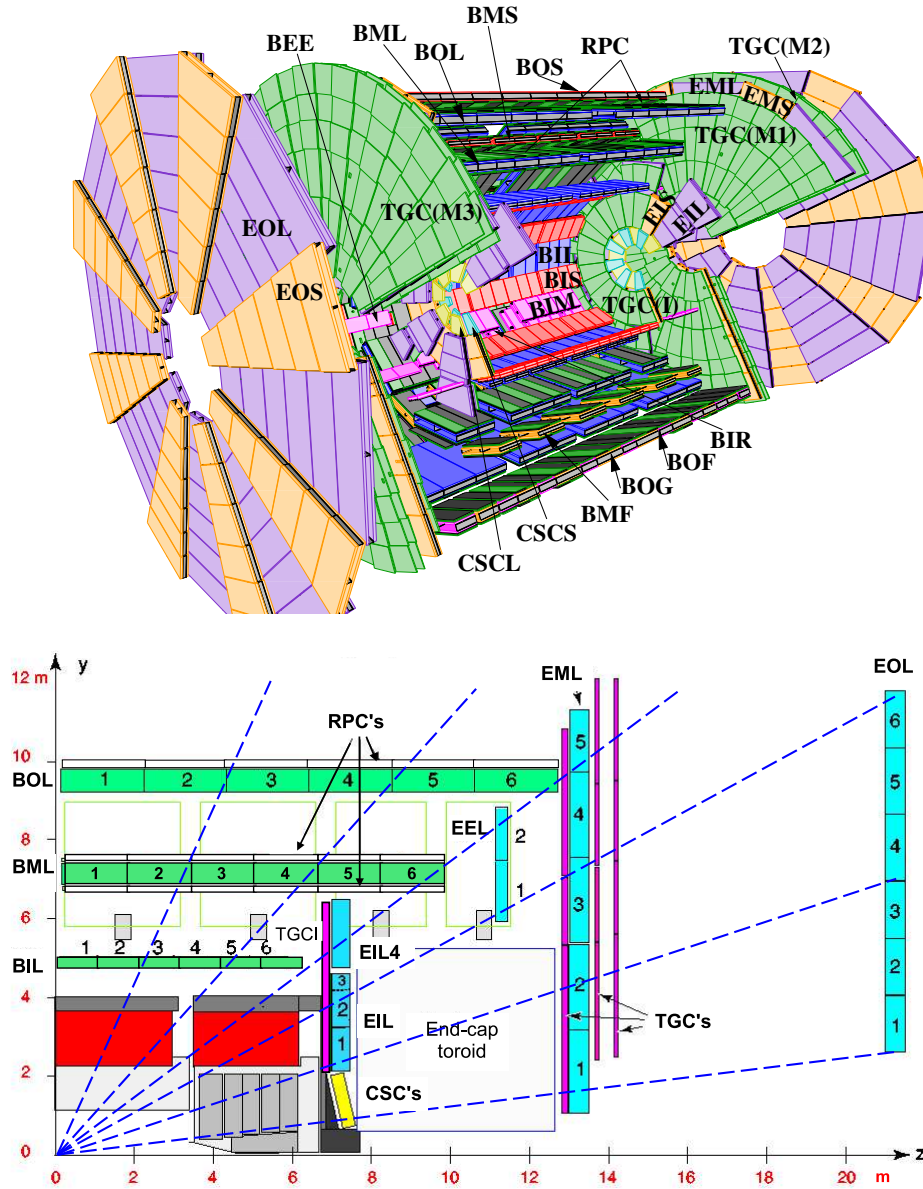 BMS
BML
BEE
RPC
BOL
TGC(M2)
BOS
EML
EMS
TGC(M1)
TGC(M3)
EIS
EIL
EOL
BIL
EOS
BIS
TGC(I)
BIM
BIR
BOF
BOG
BMF
CSCS
CSCL
12 m
y
EML
EOL
6
RPC's
5
10
BOL
1 2 3 4 5 6
5
4
8
EEL
2
4
BML
1 2 3 4 5 6
1
3
3
6
TGCI
1 2 3 4 5 6
EIL4
BIL
2
2
3
4
2
EIL
End-cap
toroid
TGC's
1
1
1
2
CSC's
0
z
0 2 4 6 8 10 12 14 16 18 m 20